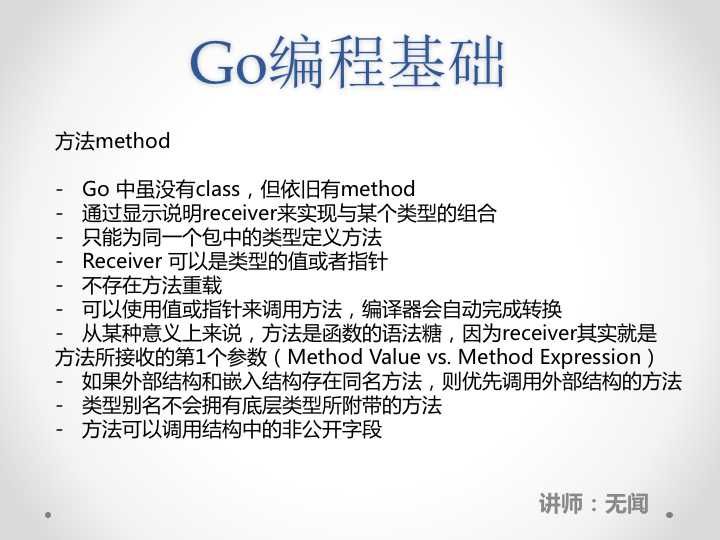 Go编程基础
方法method
- Go 中虽没有class，但依旧有method
- 通过显示说明receiver来实现与某个类型的组合
- 只能为同一个包中的类型定义方法
- Receiver 可以是类型的值或者指针
- 不存在方法重载
- 可以使用值或指针来调用方法，编译器会自动完成转换
- 从某种意义上来说，方法是函数的语法糖，因为receiver其实就是
方法所接收的第1个参数（Method Value vs. Method Expression）
- 如果外部结构和嵌入结构存在同名方法，则优先调用外部结构的方法
- 类型别名不会拥有底层类型所附带的方法
- 方法可以调用结构中的非公开字段
讲师：无闻